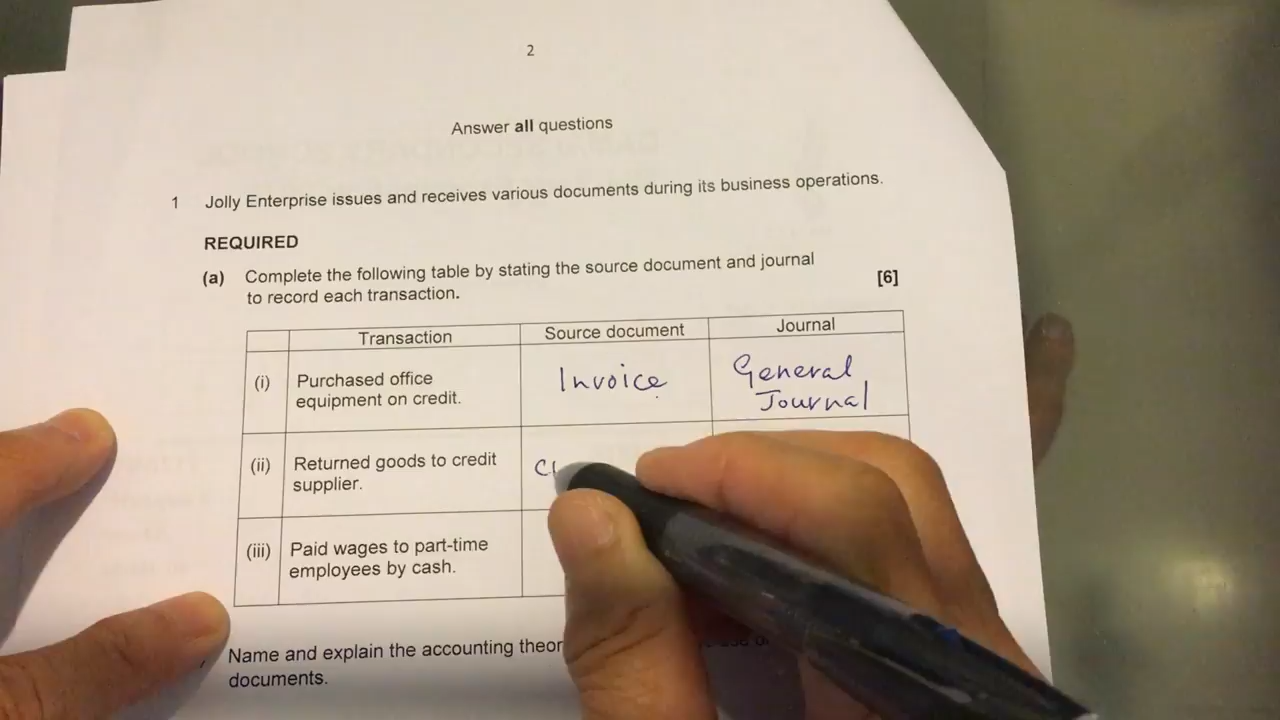 2
Answer all questions
1 Jolly Enterprise issues and receives various documents during its business operations.
REQUIRED
(a) Complete the following table by stating the source document and journal
to record each transaction. [6]
Transaction Source document Journal
(i) Purchased office
equipment on credit.
Invoice
General
Journal
(ii) Returned goods to credit
supplier.
(iii) Paid wages to part-time
employees by cash.
Name and explain the accounting
documents.